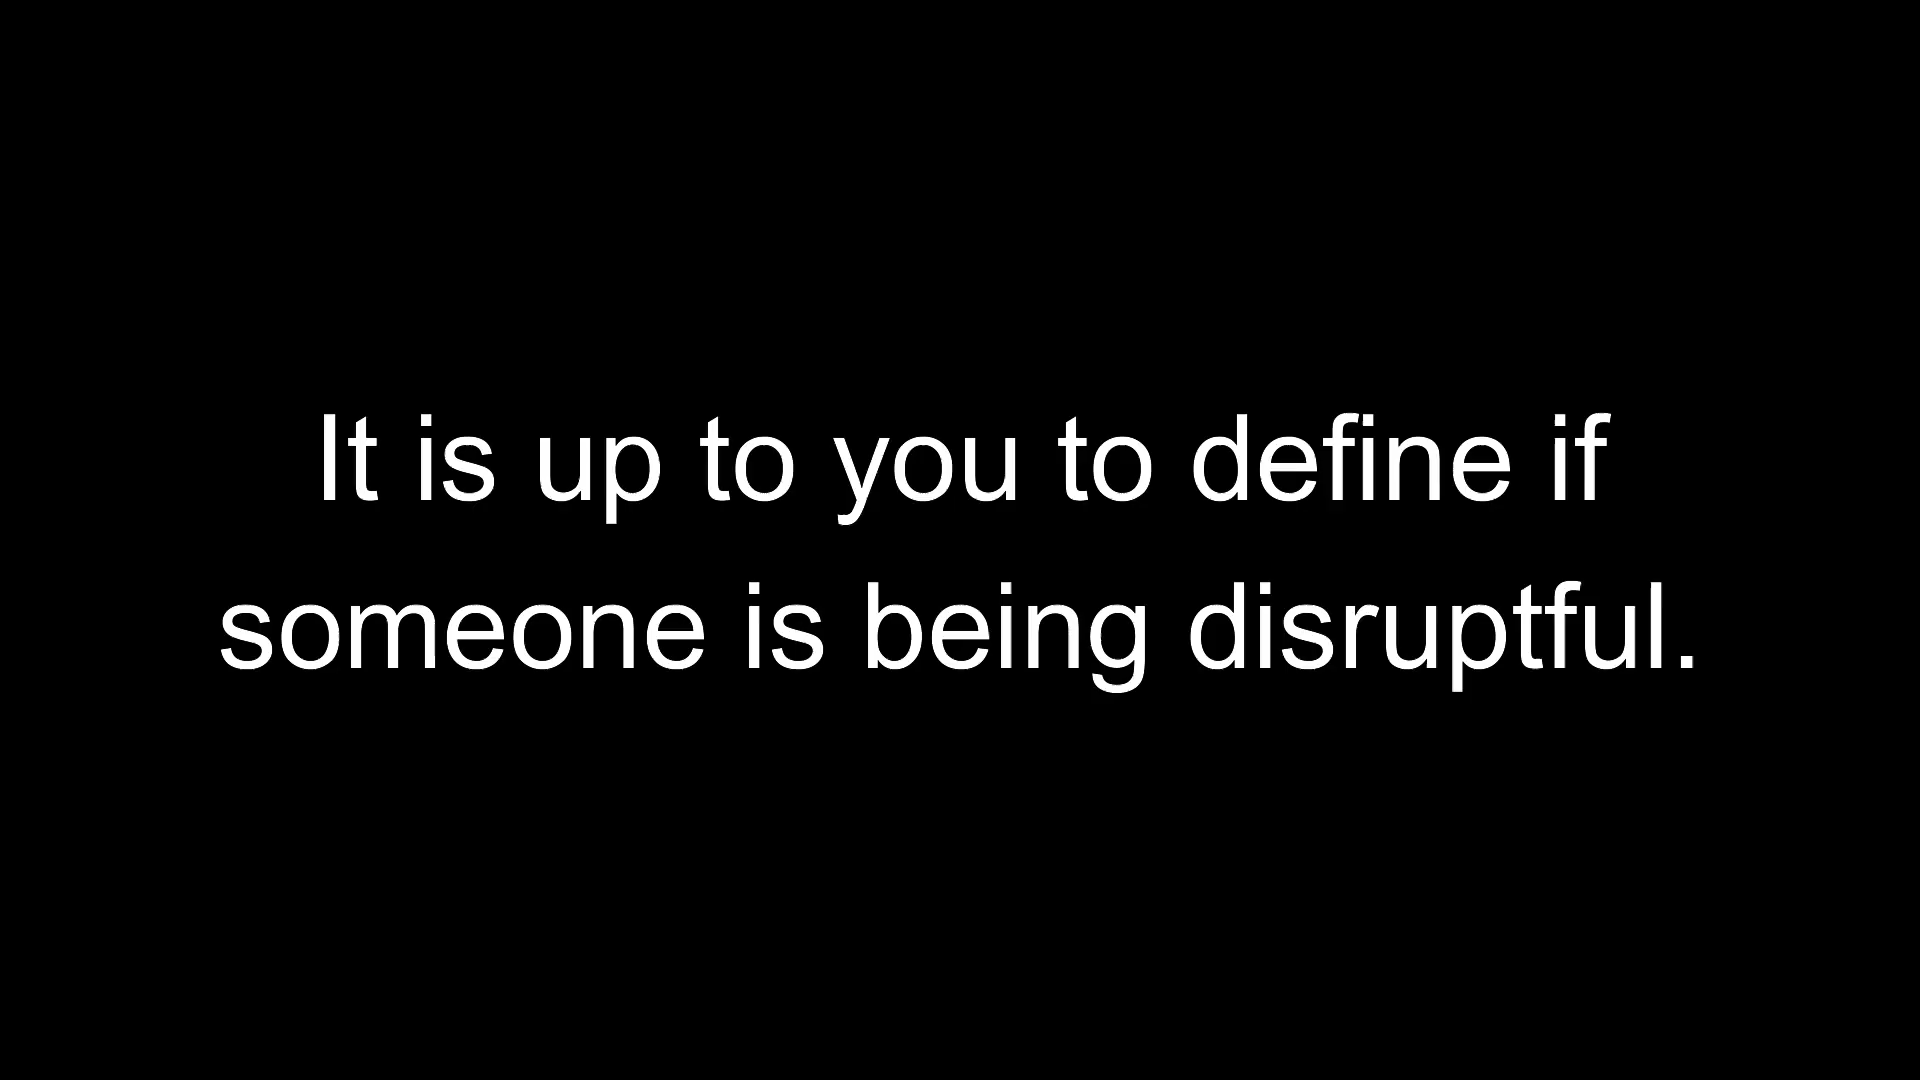 It is up to you to define if
someone is being disruptful.